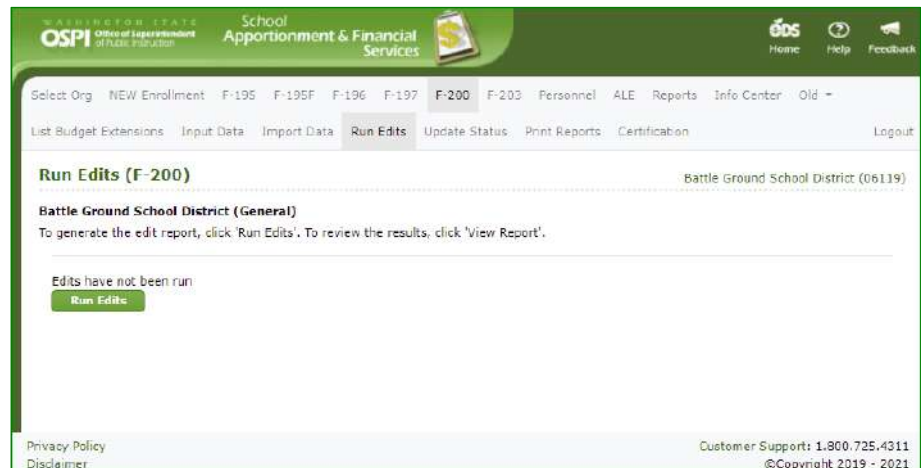 WASHINGTON STATE
OSPI Office of Superintendent
of Public Instruction
School
Apportionment & Financial
Services
EDS
Home Help Feedback
Select Org NEW Enrollment F-195 F-195F F-196 F-197 F-200 F-203 Personnel ALE Reports Info Center Old
List Budget Extensions Input Data Import Data Run Edits Update Status Print Reports Certification Logout
Run Edits (F-200) Battle Ground School District (06119)
Battle Ground School District (General)
To generate the edit report, click 'Run Edits'. To review the results, click 'View Report'.
Edits have not been run
Run Edits
Privacy Policy Customer Support: 1.800.725.4311
Disclaimer ©Copyright 2019 - 2021